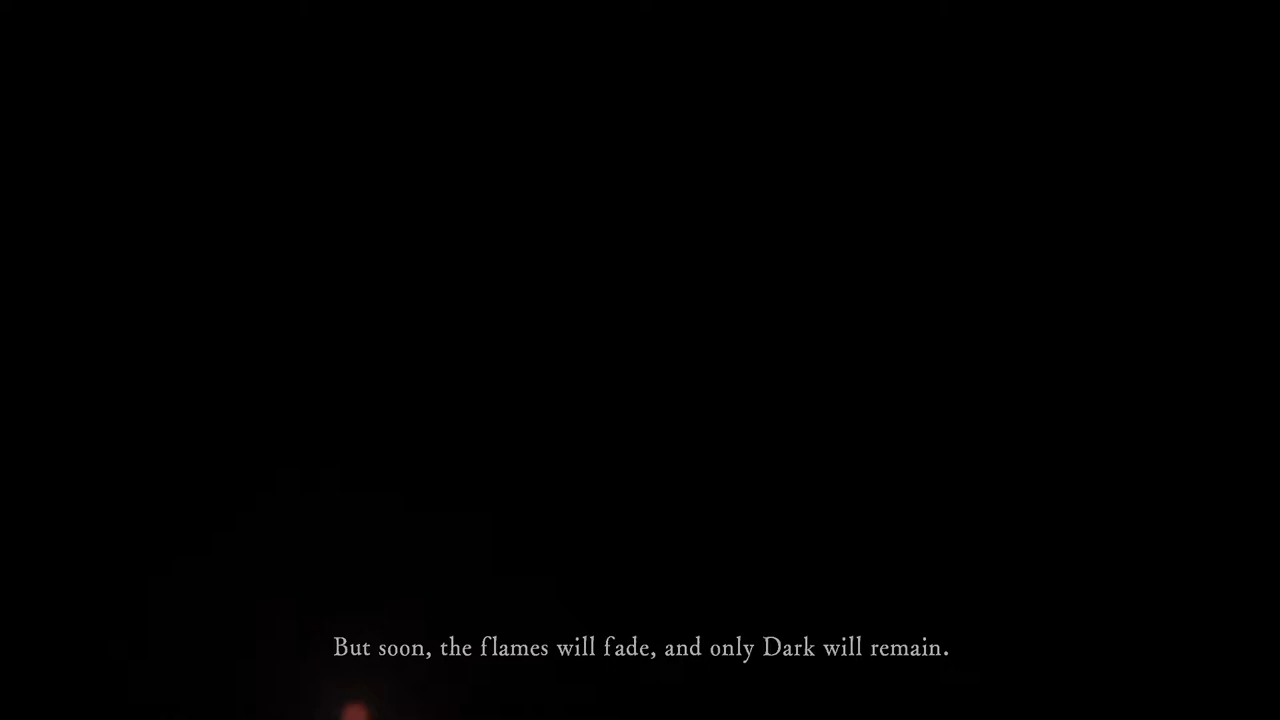 But soon, the flames will fade, and only Dark will remain.